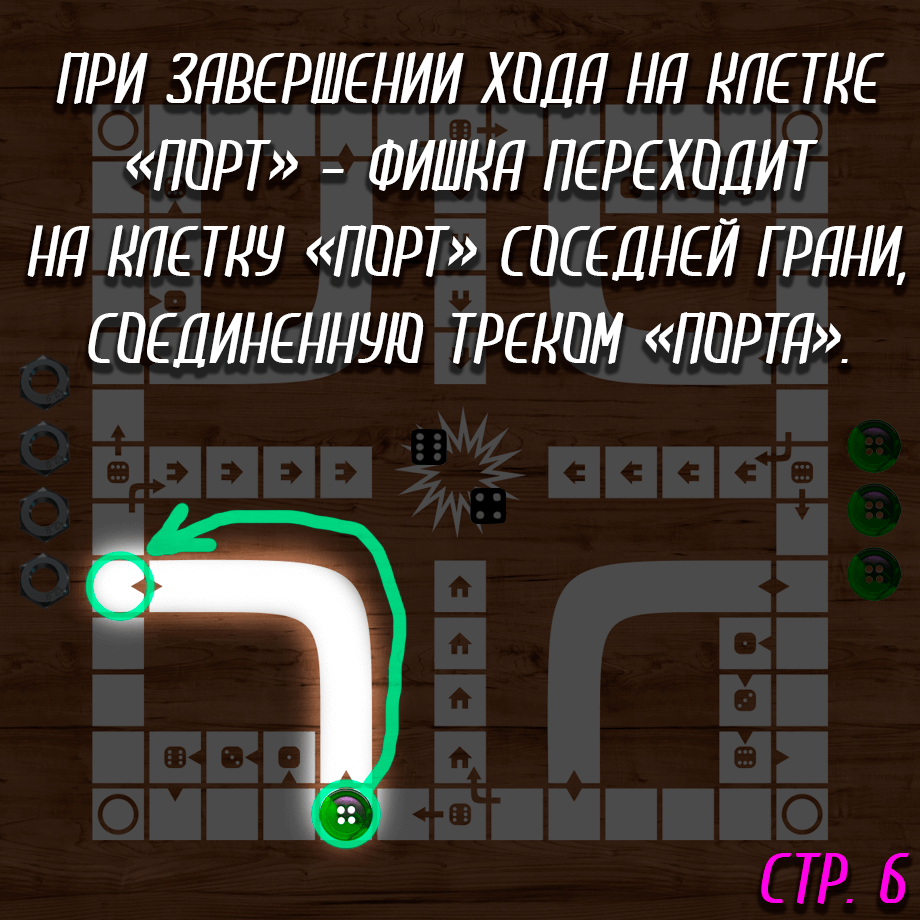 ПРИ ЗАВЕРШЕНИИ ХОДА НА КЛЕТКЕ
«ПОРТ» – ФИШКА ПЕРЕХОДИТ
НА КЛЕТКУ «ПОРТ» СОСЕДНЕЙ ГРАНИ,
СОЕДИНЕННУЮ ТРЕКОМ «ПОРТА».
СТР. 6